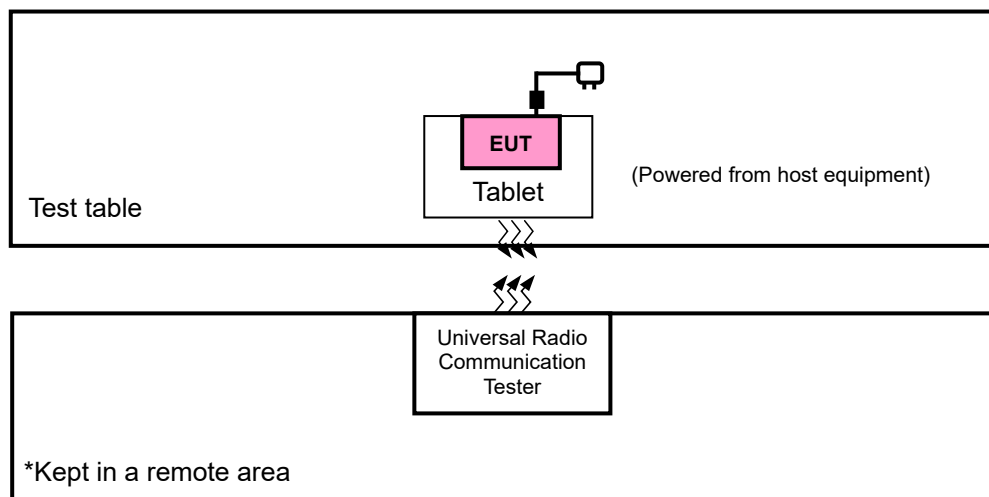 EUT
Tablet
(Powered from host equipment)
Test table
Universal Radio
Communication
Tester
*Kept in a remote area